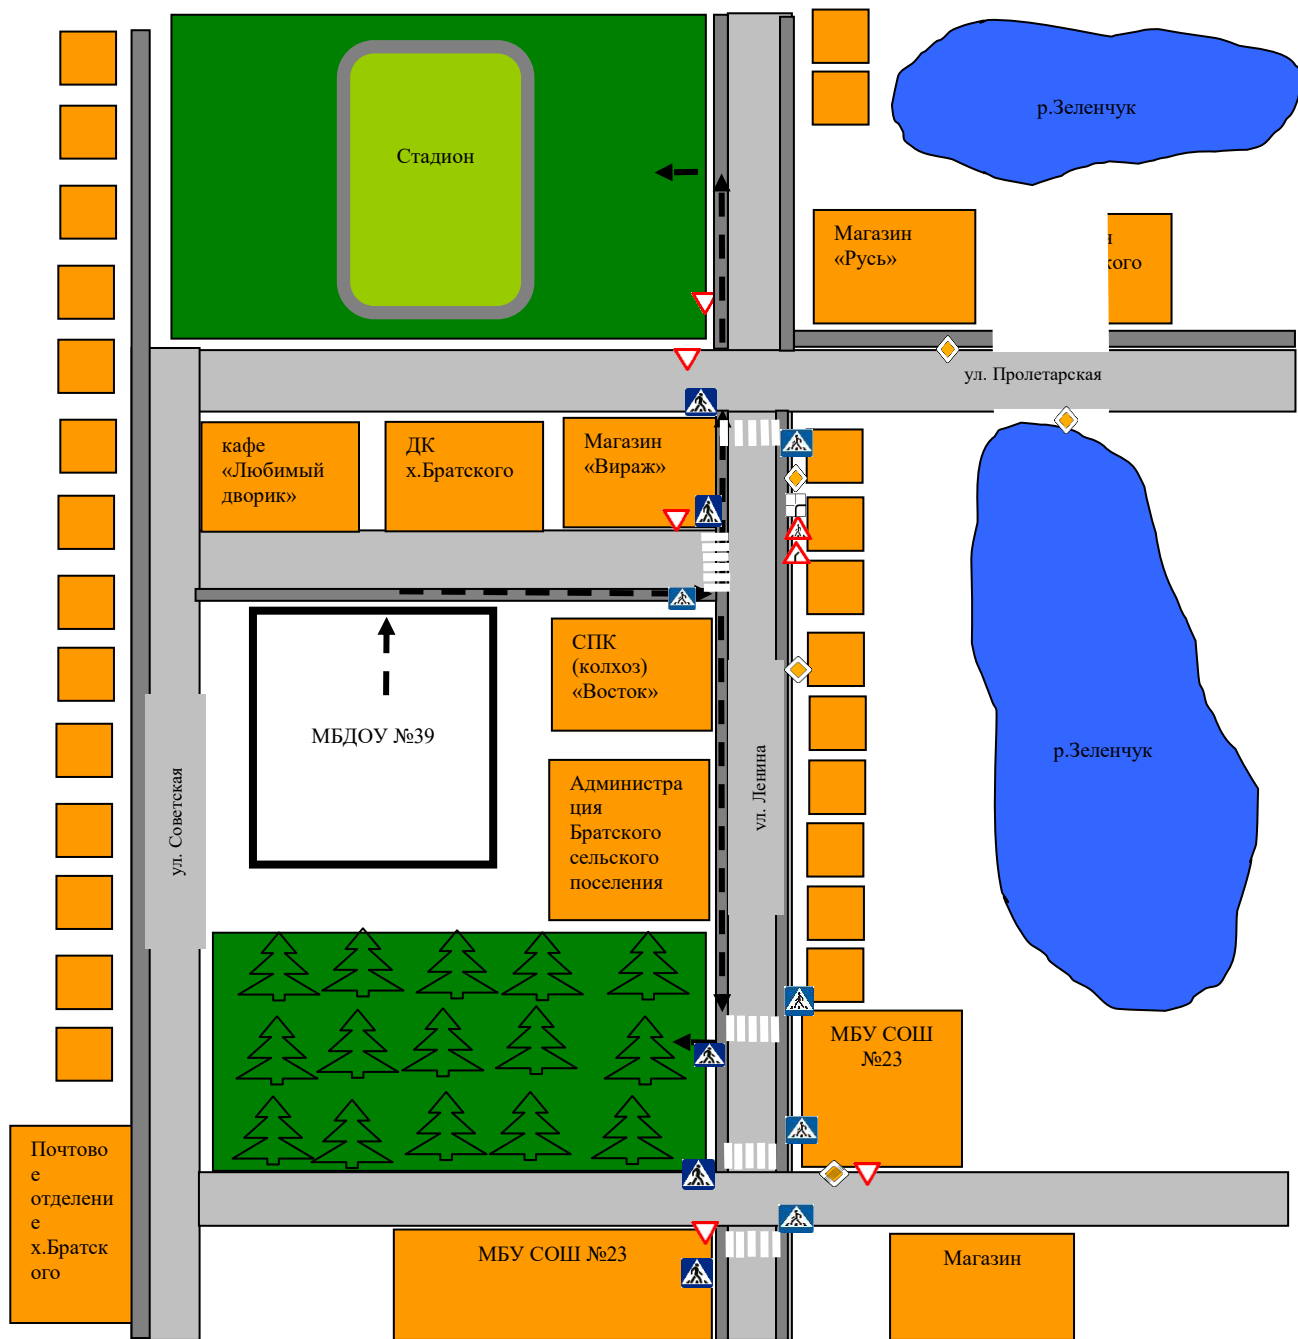 р.Зеленчук
Стадион
Магазин
«Русь»
кого
ул. Пролетарская
кафе
«Любимый
дворик»
ДК
х.Братского
Магазин
«Вираж»
СПК
(колхоз)
«Восток»
МБДОУ №39
р.Зеленчук
Администра
ция
Братского
сельского
поселения
ул. Советская
ул. Ленина
МБУ СОШ
№23
Почтово
е
отделени
е
х.Братск
ого
МБУ СОШ №23
Магазин